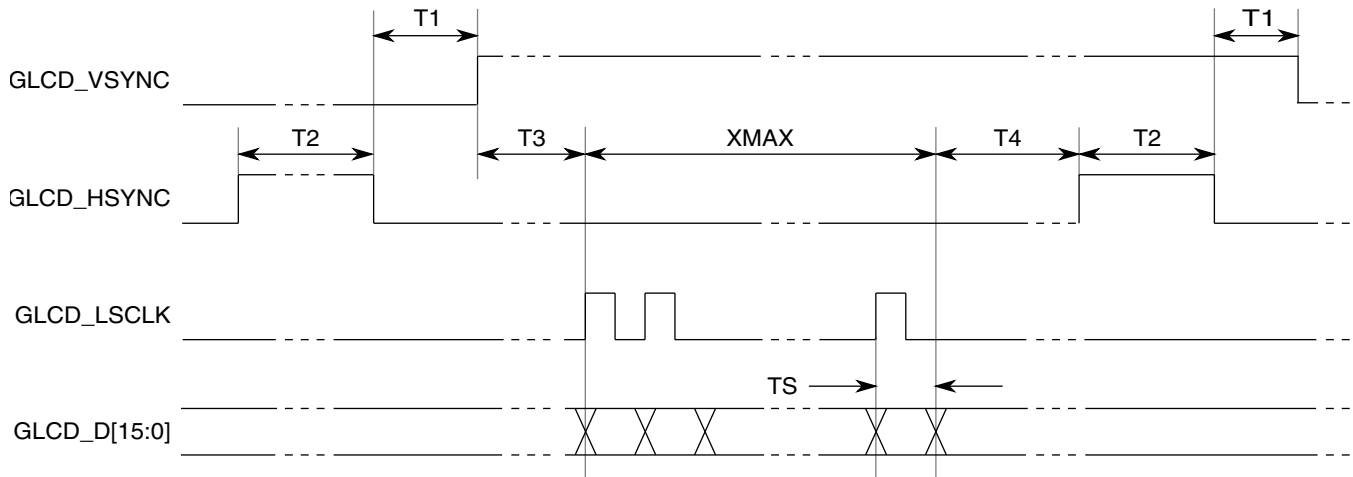 T1
T1
GLCD_VSYNC
T2
T3
XMAX
T4
T2
GLCD_HSYNC
GLCD_LSCLK
TS
GLCD_D[15:0]